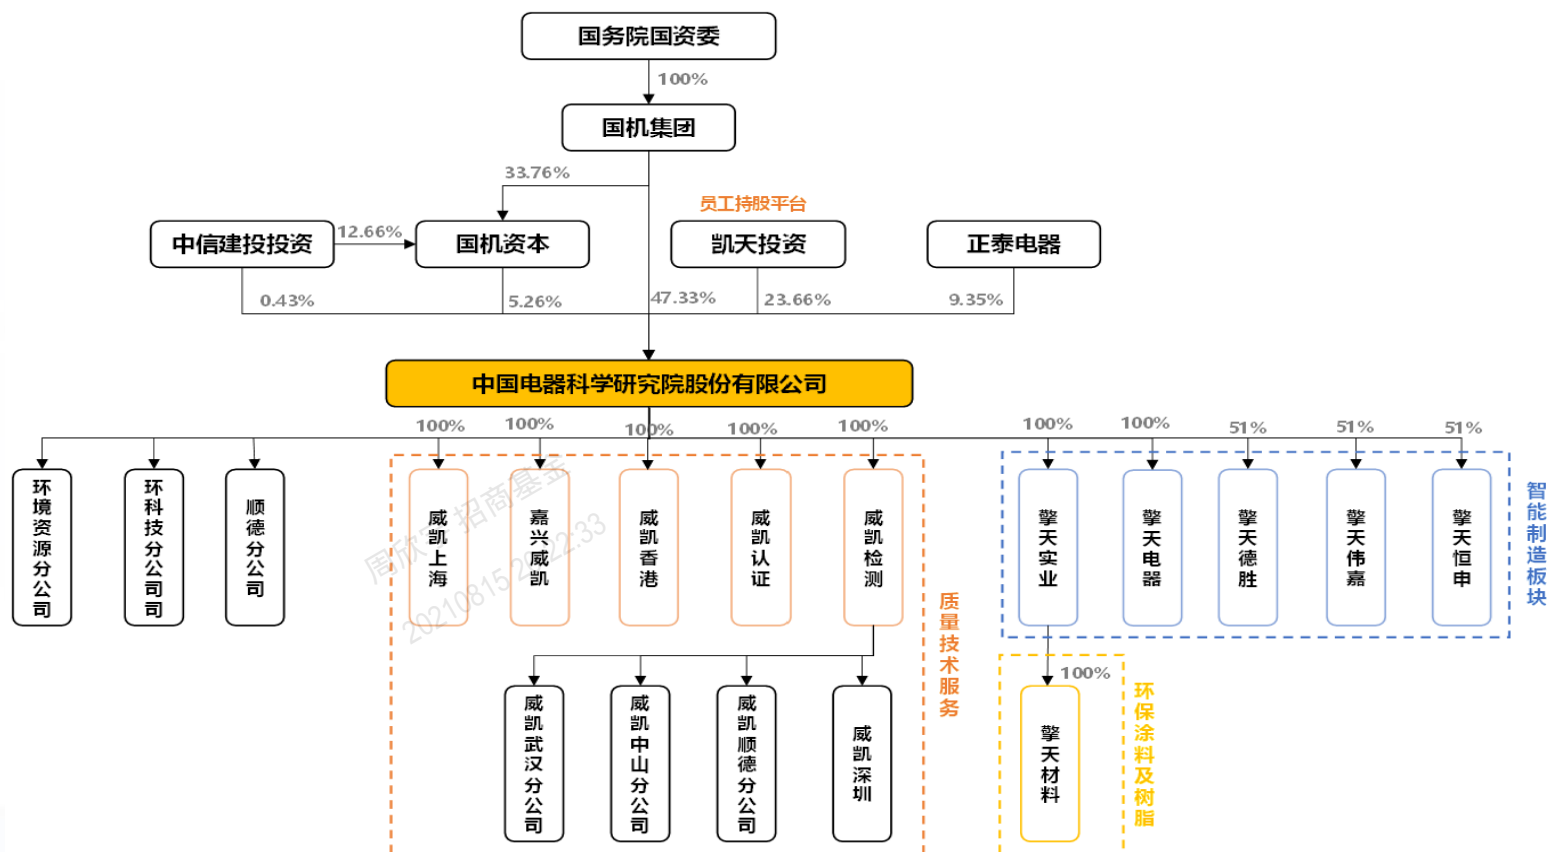 国务院国资委
100%
国机集团
33.76%
员工持股平台
中信建投投资
12.66%
国机资本
凯天投资
正泰电器
0.43%
5.26%
47.33%
23.66%
9.35%
中国电器科学研究院股份有限公司
100%
100%
100%
100%
100%
100%
100%
51%
51%
51%
环境资源分公司
环科技分公司司
顺德分公司
威凯上海
嘉兴威凯
威凯香港
威凯认证
威凯检测
擎天实业
擎天电器
擎天德胜
擎天伟嘉
擎天恒申
智能制造板块
质量技术服务
威凯武汉分公司
威凯中山分公司
威凯顺德分公司
威凯深圳
100%
擎天材料
环保涂料及树脂
招商基金
20210815
22:33